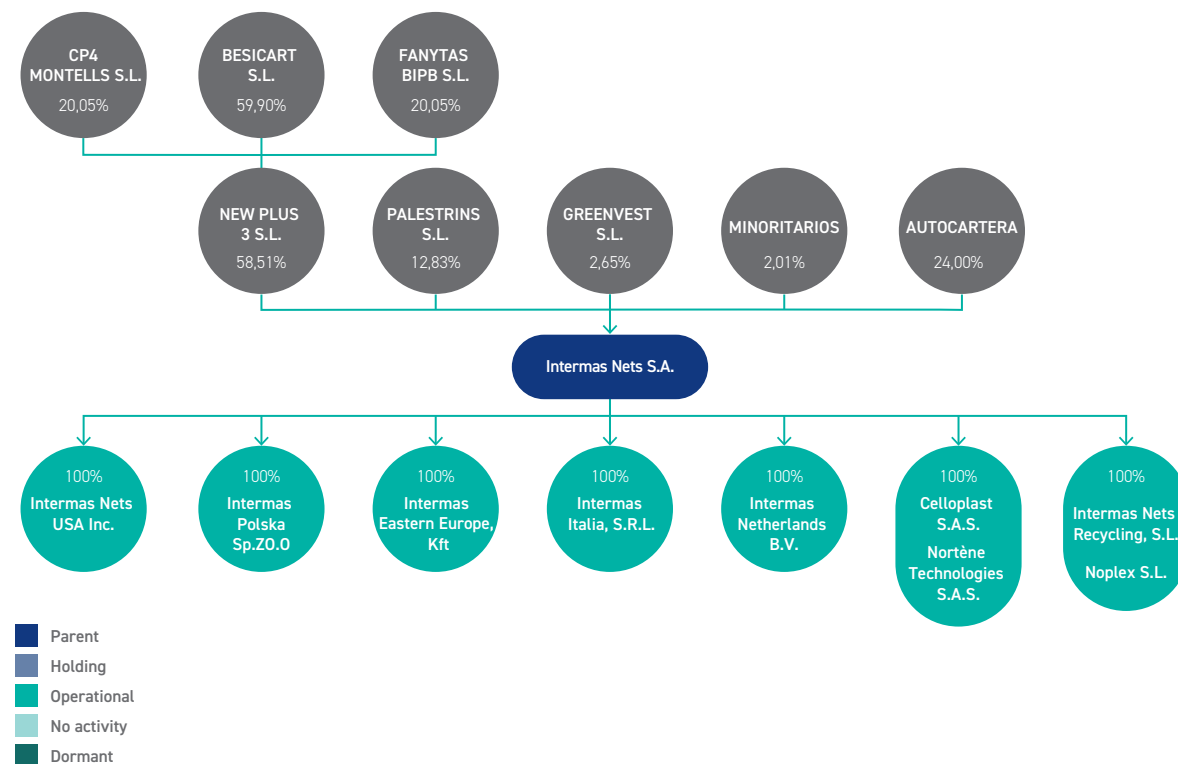 CP4
MONTELLS S.L.
20,05%
BESICART
S.L.
59,90%
FANYTAS
BIPB S.L.
20,05%
NEW PLUS
3 S.L.
58,51%
PALESTRINS
S.L.
12,83%
GREENVEST
S.L.
2,65%
MINORITARIOS
2,01%
AUTOCARTERA
24,00%
Intermas Nets S.A.
100%
Intermas Nets
USA Inc.
100%
Intermas
Polska
Sp.ZO.O
100%
Intermas
Eastern Europe,
Kft
100%
Intermas
Italia, S.R.L.
100%
Intermas
Netherlands
B.V.
100%
Celloplast
S.A.S.
Nortène
Technologies
S.A.S.
100%
Intermas Nets
Recycling, S.L.
Noplex S.L.
Parent
Holding
Operational
No activity
Dormant